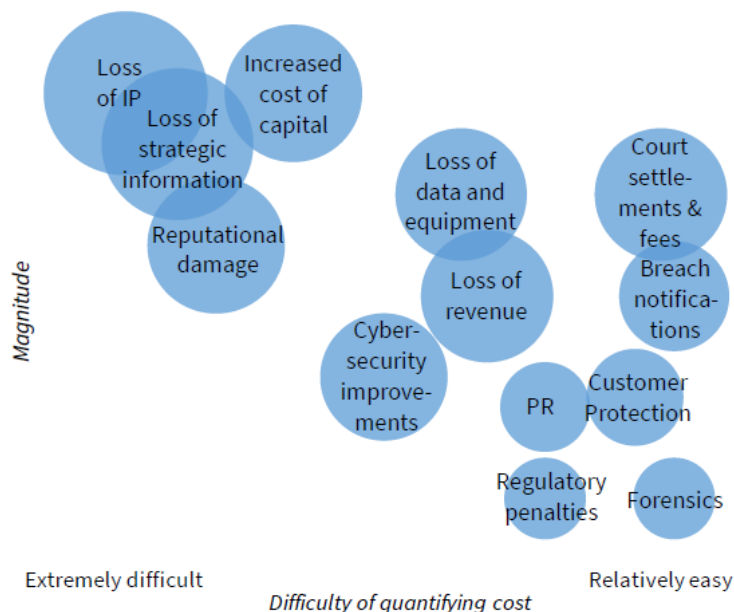 Loss
of IP
Increased
cost of
capital
Loss of
strategic
information
Reputational
damage
Loss of
data and
equipment
Court
settle-
ments &
fees
Loss of
revenue
Breach
notifica-
tions
Magnitude
Cyber-
security
improve-
ments
PR
Customer
Protection
Regulatory
penalties
Forensics
Extremely difficult
Relatively easy
Difficulty of quantifying cost